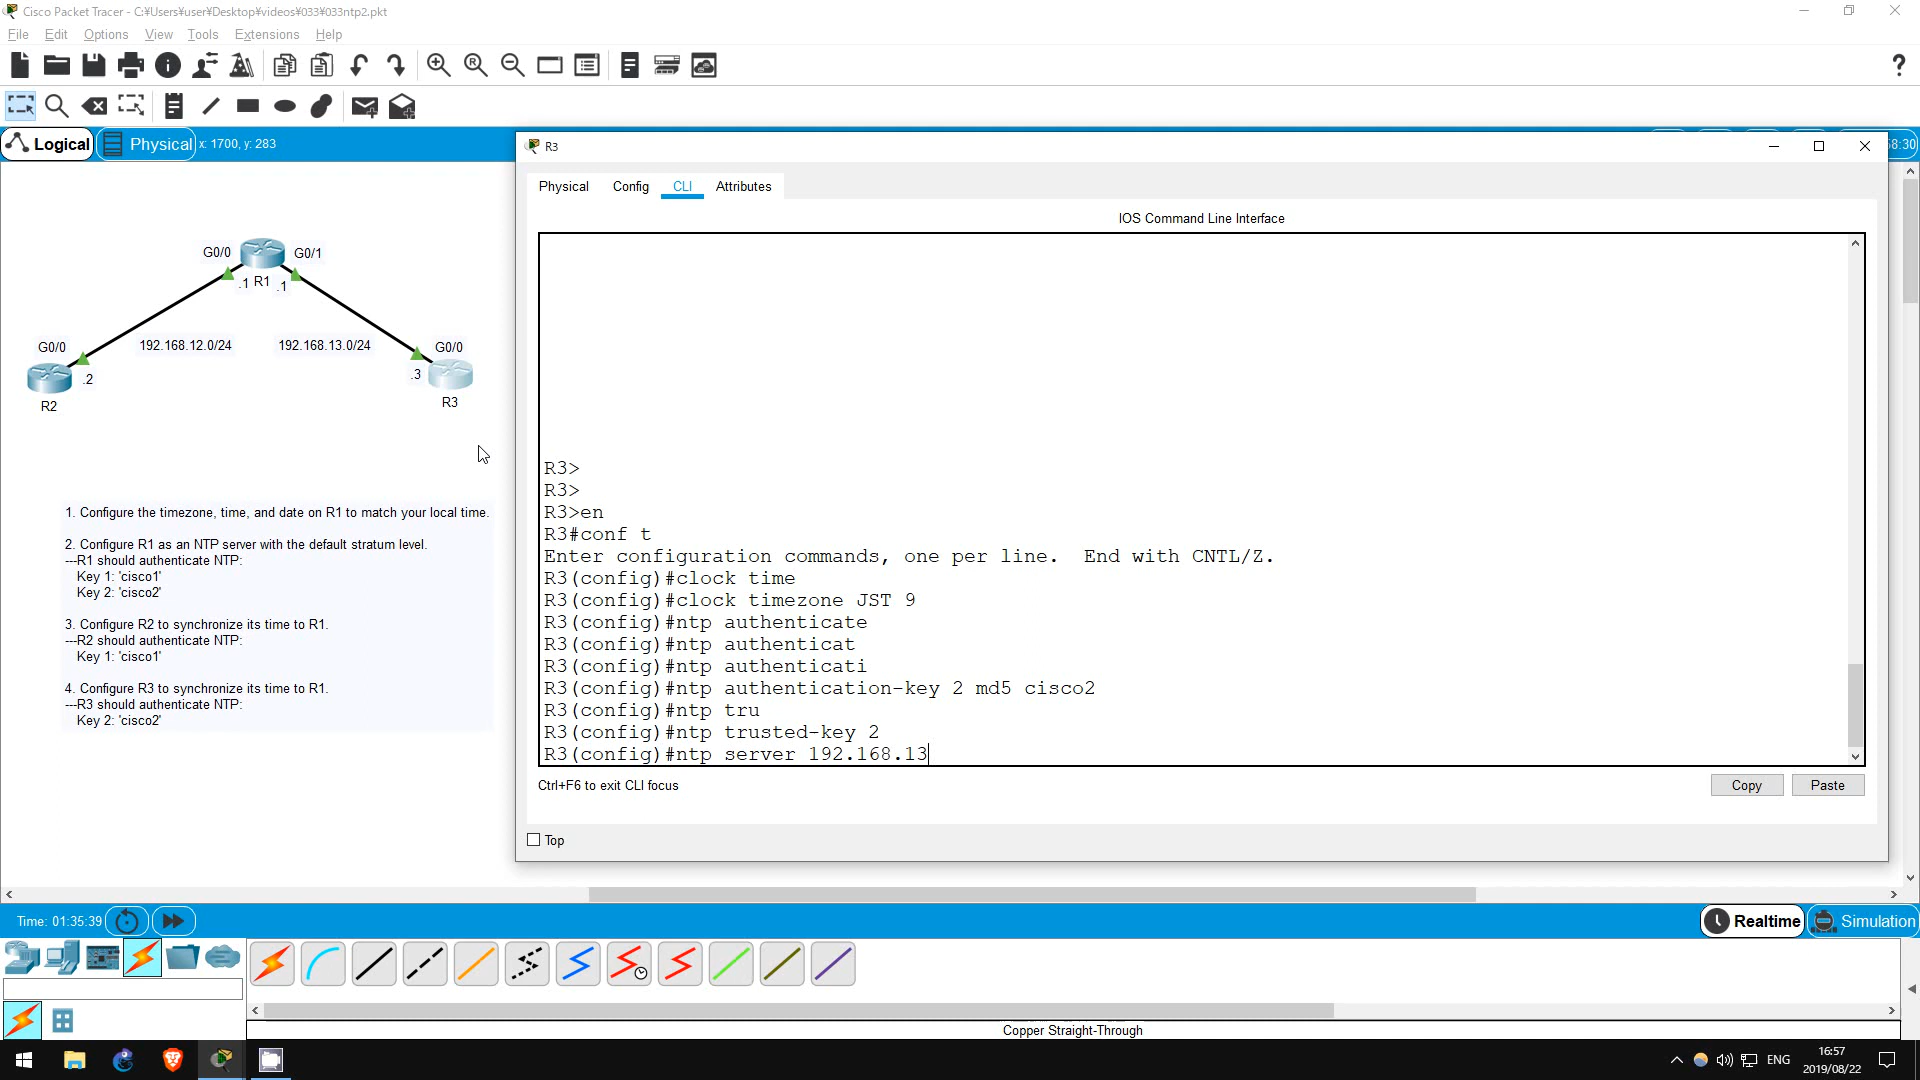 Cisco Packet Tracer - C:¥Users¥user¥Desktop¥videos¥033¥033ntp2.pkt
File Edit Options View Tools Extensions Help
?
Logical Physical x: 1700, y: 283
8:30
R3
Physical Config CLI Attributes
IOS Command Line Interface
G0/0 G0/1
.1 R1 .1
192.168.12.0/24 192.168.13.0/24
G0/0 G0/0
.2 .3
R2 R3
1. Configure the timezone, time, and date on R1 to match your local time.
2. Configure R1 as an NTP server with the default stratum level.
---R1 should authenticate NTP:
Key 1: 'cisco1'
Key 2: 'cisco2'
3. Configure R2 to synchronize its time to R1.
---R2 should authenticate NTP:
Key 1: 'cisco1'
4. Configure R3 to synchronize its time to R1.
---R3 should authenticate NTP:
Key 2: 'cisco2'
R3>
R3>
R3>en
R3#conf t
Enter configuration commands, one per line.  End with CNTL/Z.
R3(config)#clock time
R3(config)#clock timezone JST 9
R3(config)#ntp authenticate
R3(config)#ntp authenticat
R3(config)#ntp authenticati
R3(config)#ntp authentication-key 2 md5 cisco2
R3(config)#ntp tru
R3(config)#ntp trusted-key 2
R3(config)#ntp server 192.168.13
Ctrl+F6 to exit CLI focus
Copy Paste
Top
Time: 01:35:39
Realtime Simulation
Copper Straight-Through
ENG
16:57
2019/08/22